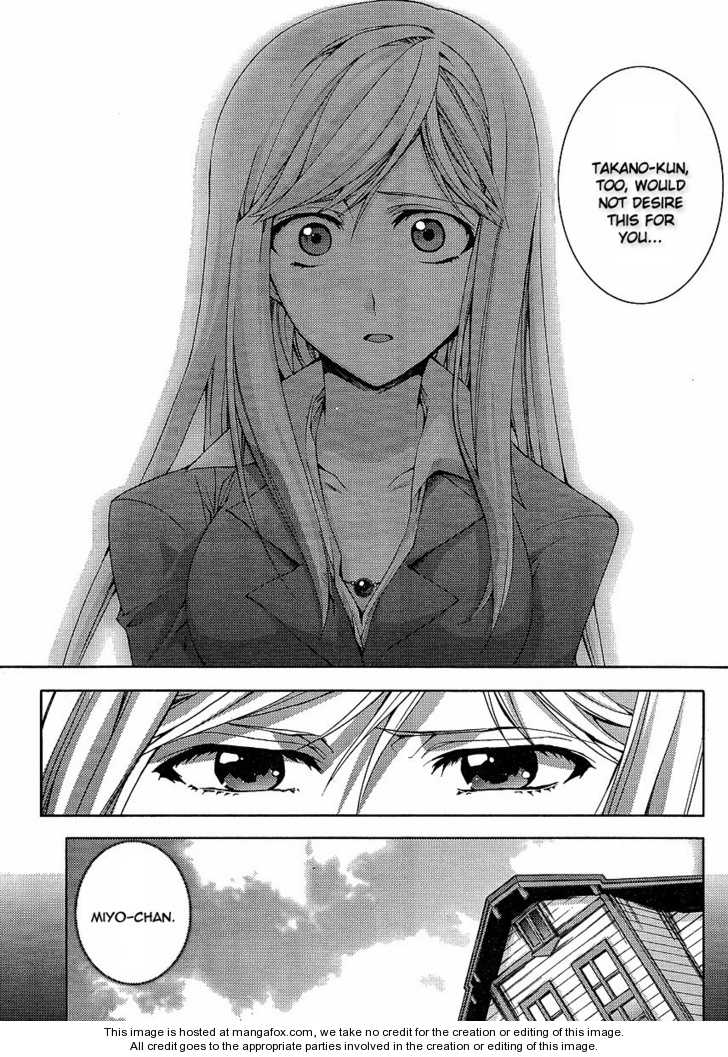 TAKANO-KUN,
TOO, WOULD
NOT DESIRE
THIS FOR
YOU...
MIYO-CHAN.
This image is hosted at mangafox.com, we take no credit for the creation or editing of this image.
All credit goes to the appropriate parties involved in the creation or editing of this image.